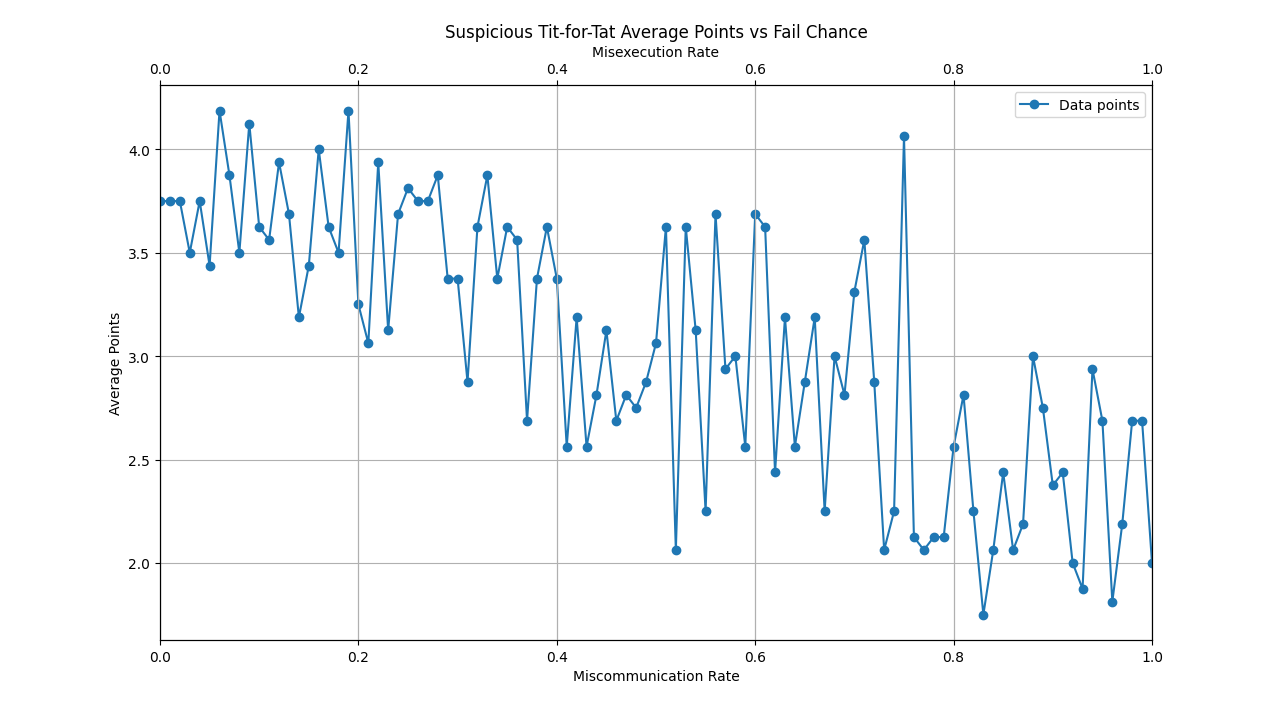 Suspicious Tit-for-Tat Average Points vs Fail Chance
Misexecution Rate
0.0 0.2 0.4 0.6 0.8 1.0
Data points
4.0
3.5
3.0
2.5
2.0
Average Points
0.0 0.2 0.4 0.6 0.8 1.0
Miscommunication Rate